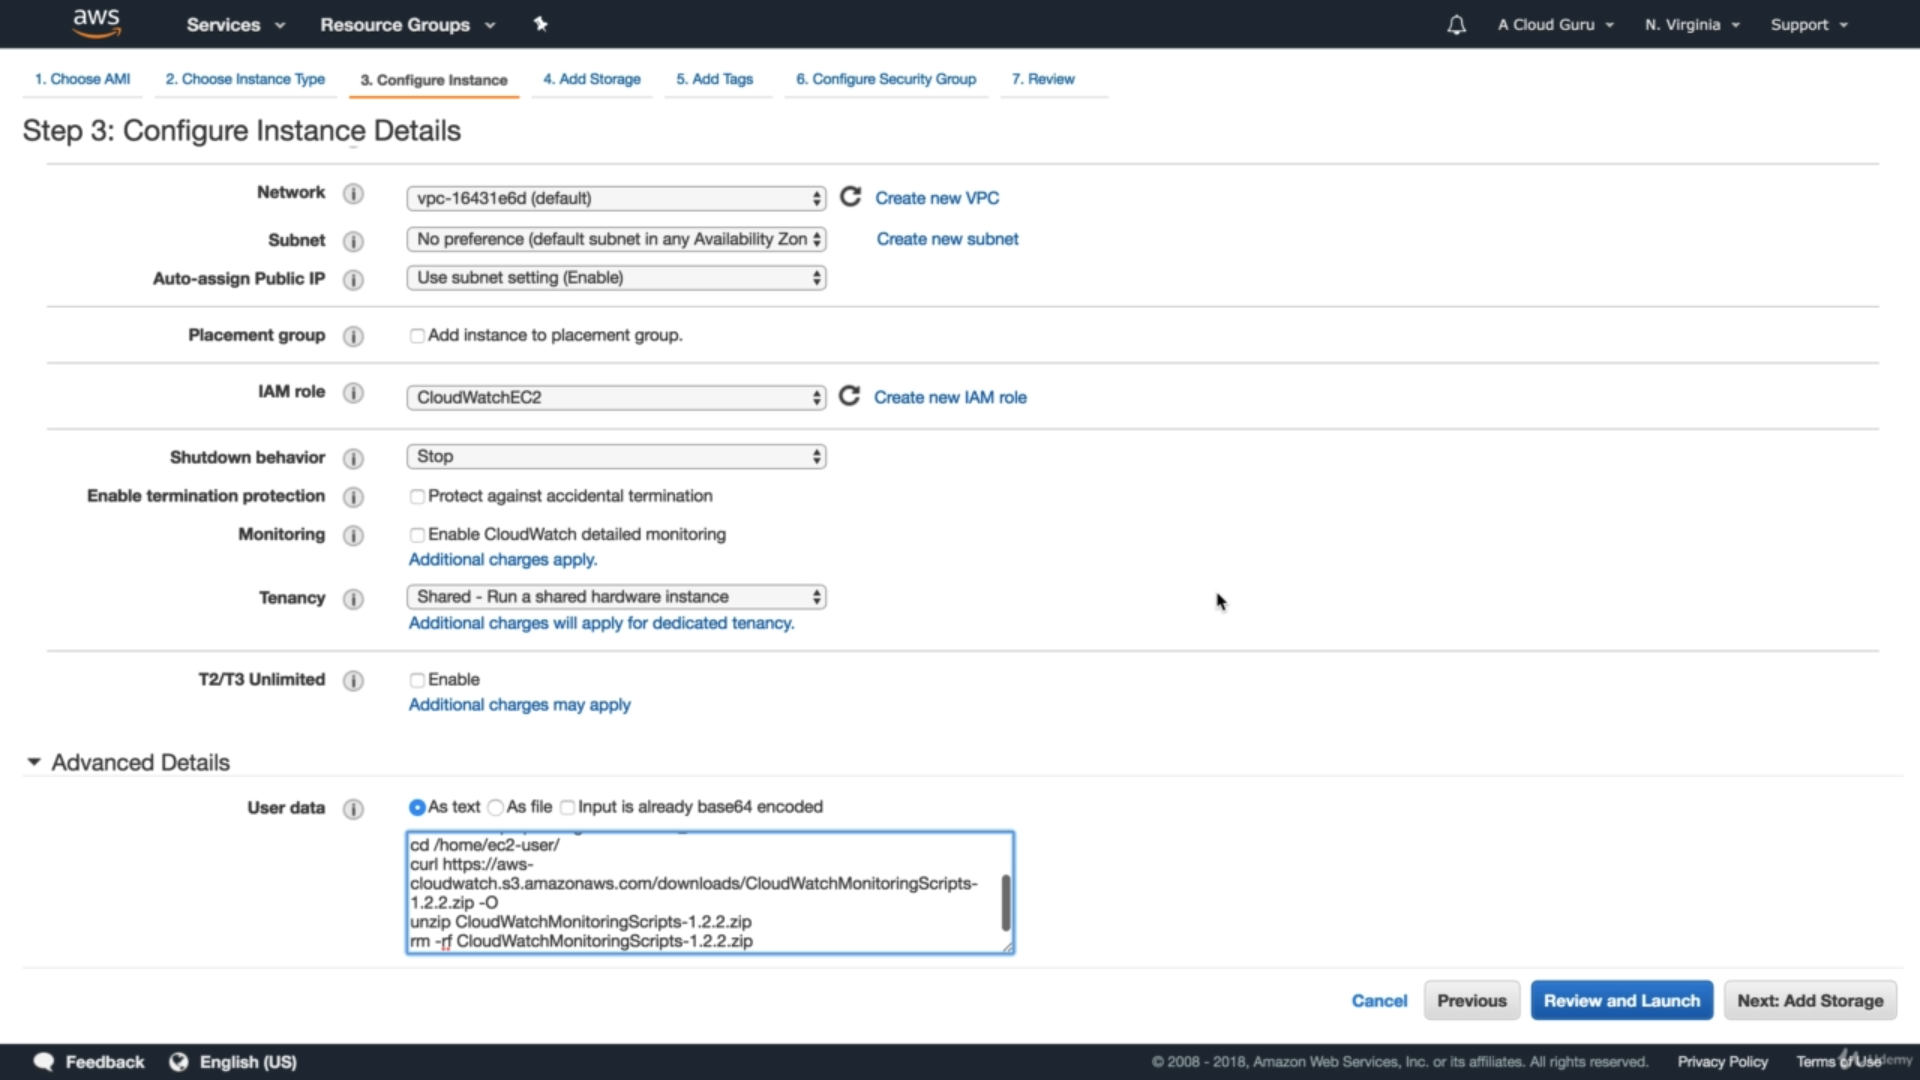 aws Services Resource Groups A Cloud Guru N. Virginia Support
1. Choose AMI 2. Choose Instance Type 3. Configure Instance 4. Add Storage 5. Add Tags 6. Configure Security Group 7. Review
Step 3: Configure Instance Details
Network vpc-16431e6d (default) Create new VPC
Subnet No preference (default subnet in any Availability Zon Create new subnet
Auto-assign Public IP Use subnet setting (Enable)
Placement group Add instance to placement group.
IAM role CloudWatchEC2 Create new IAM role
Shutdown behavior Stop
Enable termination protection Protect against accidental termination
Monitoring Enable CloudWatch detailed monitoring
Additional charges apply.
Tenancy Shared - Run a shared hardware instance
Additional charges will apply for dedicated tenancy.
T2/T3 Unlimited Enable
Additional charges may apply
Advanced Details
User data As text As file Input is already base64 encoded
cd /home/ec2-user/
curl https://aws-
cloudwatch.s3.amazonaws.com/downloads/CloudWatchMonitoringScripts-
1.2.2.zip -O
unzip CloudWatchMonitoringScripts-1.2.2.zip
rm -rf CloudWatchMonitoringScripts-1.2.2.zip
Cancel Previous Review and Launch Next: Add Storage
Feedback English (US) © 2008 - 2018, Amazon Web Services, Inc. or its affiliates. All rights reserved. Privacy Policy Terms of Use